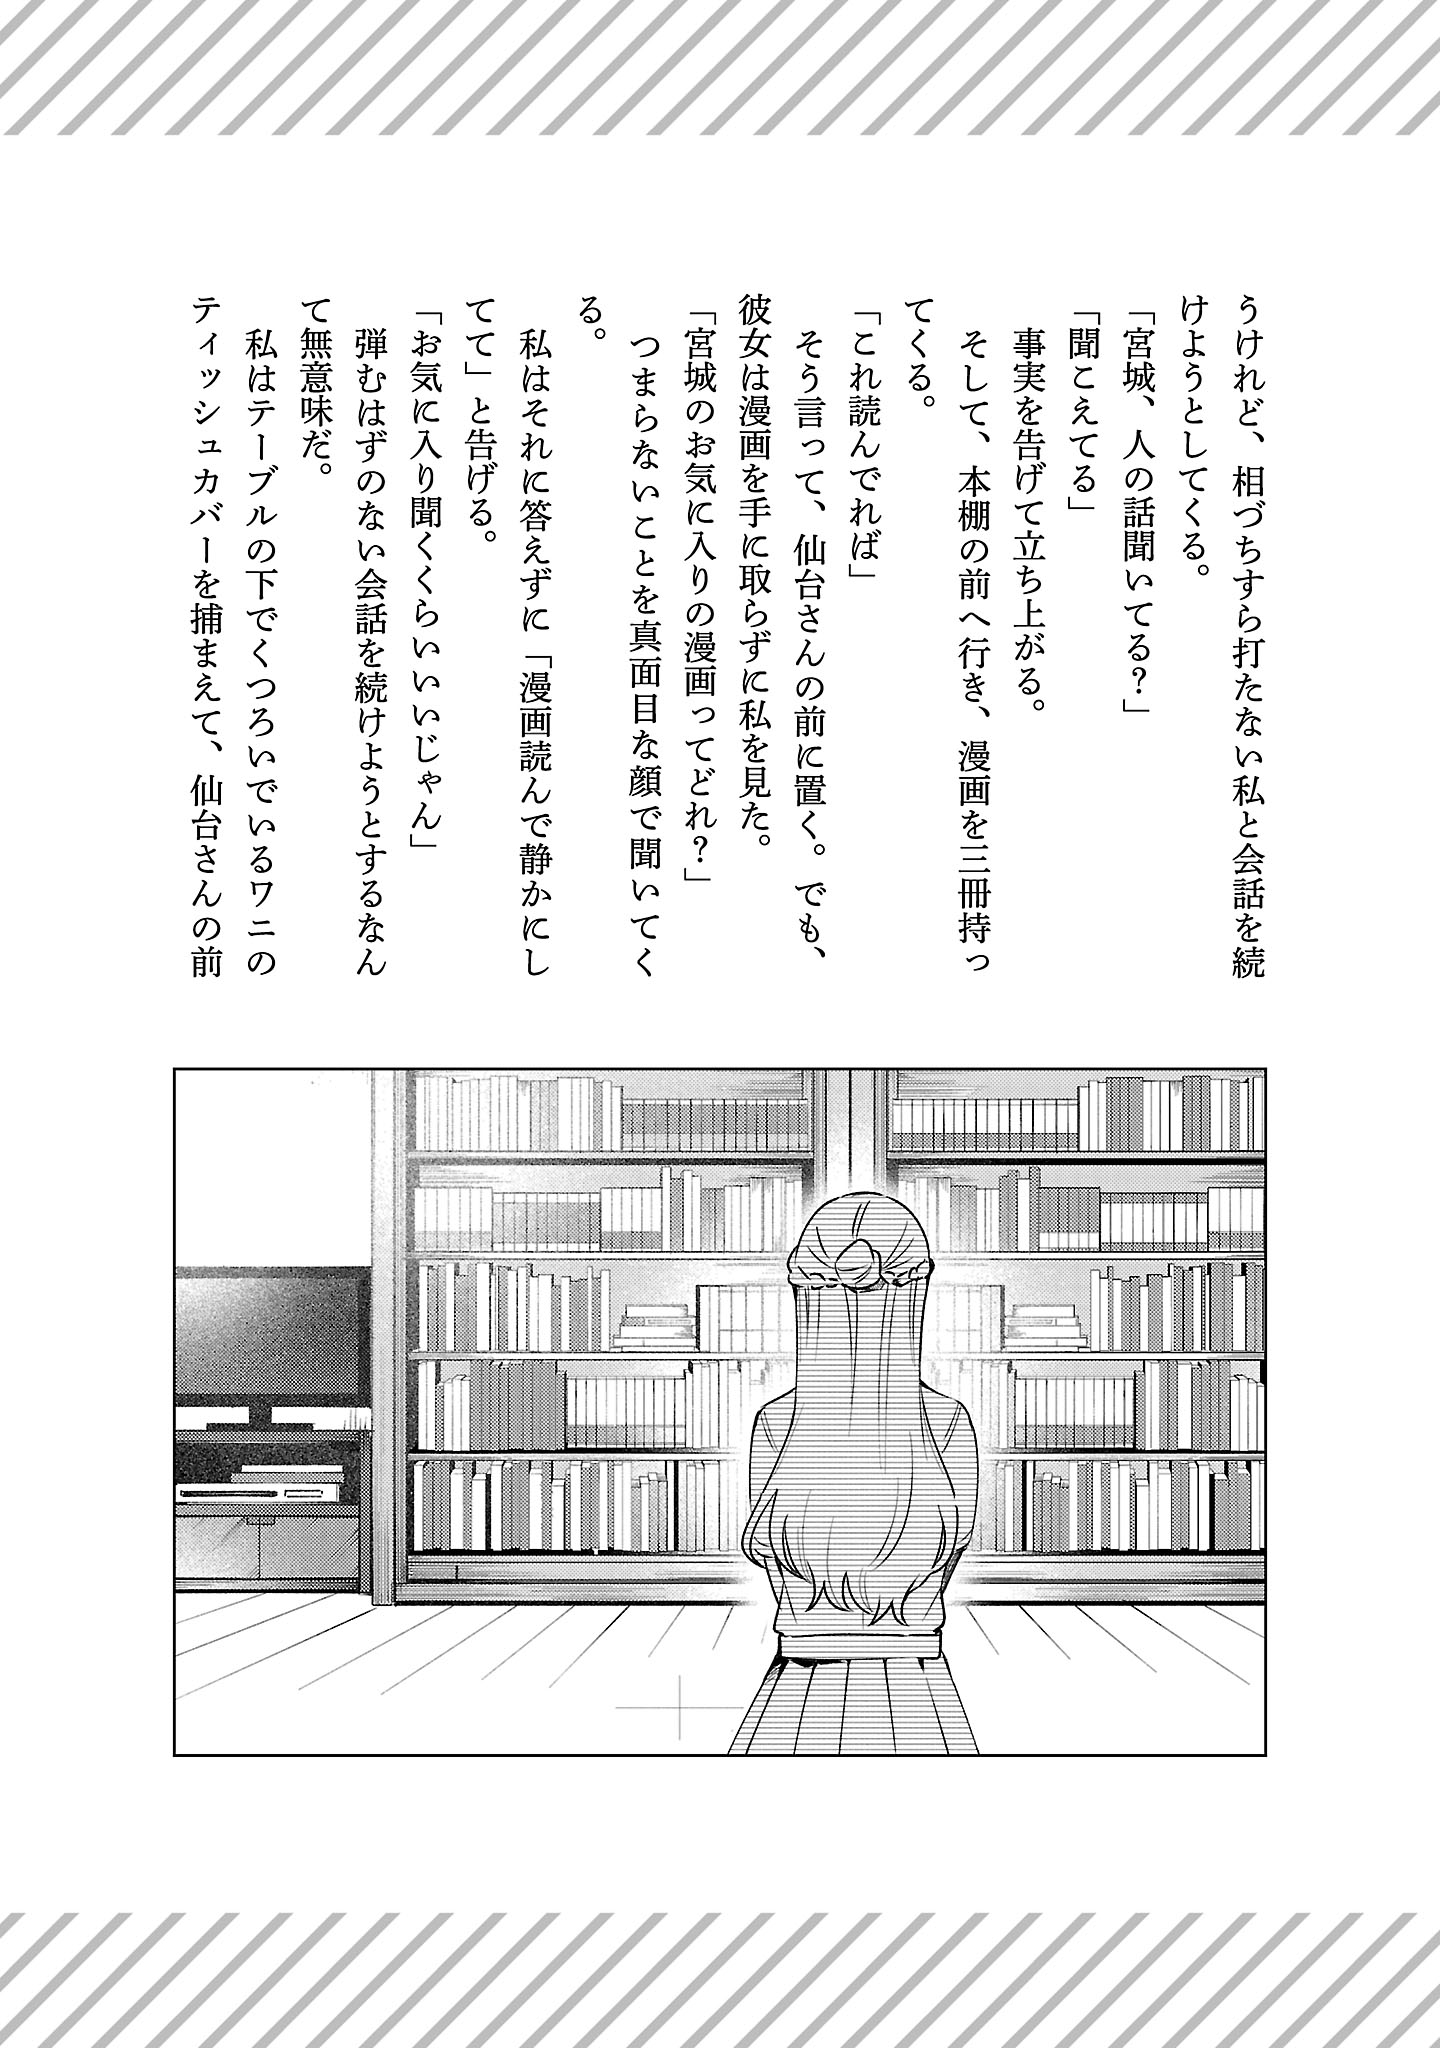 うけれど、相づちすら打たない私と会話を続
けようとしてくる。
「宮城、人の話聞いてる？」
「聞こえてる」
　事実を告げて立ち上がる。
　そして、本棚の前へ行き、漫画を三冊持っ
てくる。
「これ読んでれば」
　そう言って、仙台さんの前に置く。でも、
彼女は漫画を手に取らずに私を見た。
「宮城のお気に入りの漫画ってどれ？」
　つまらないことを真面目な顔で聞いてく
る。
　私はそれに答えずに「漫画読んで静かにし
てて」と告げる。
「お気に入り聞くくらいいいじゃん」
　弾むはずのない会話を続けようとするなん
て無意味だ。
　私はテーブルの下でくつろいでいるワニの
ティッシュカバーを捕まえて、仙台さんの前